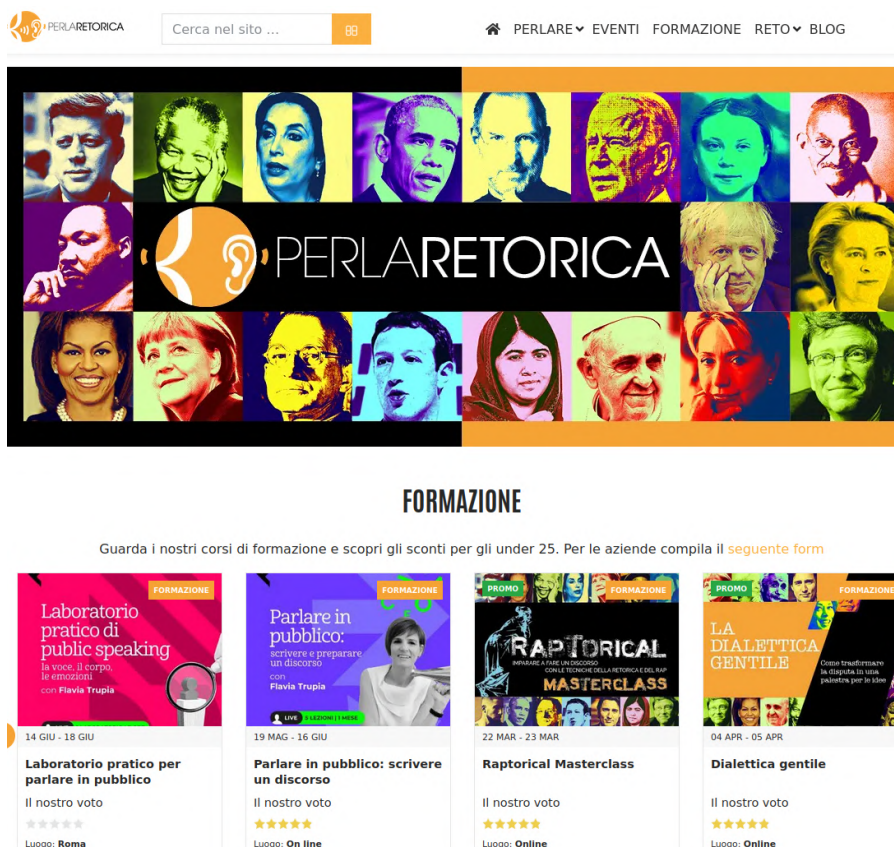 PERLARETORICA
Cerca nel sito ...
PERLARE EVENTI FORMAZIONE RETO BLOG
PERLARETORICA
FORMAZIONE
Guarda i nostri corsi di formazione e scopri gli sconti per gli under 25. Per le aziende compila il seguente form
FORMAZIONE
Laboratorio
pratico di
public speaking
la voce, il corpo,
le emozioni
con Flavia Trupia
14 GIU - 18 GIU
Laboratorio pratico per
parlare in pubblico
Il nostro voto
Luogo: Roma
FORMAZIONE
Parlare in
pubblico:
scrivere e preparare
un discorso
con
Flavia Trupia
LIVE 5 LEZIONI | 1 MESE
19 MAG - 16 GIU
Parlare in pubblico: scrivere
un discorso
Il nostro voto
Luogo: On line
PROMO FORMAZIONE
RAPTORICAL
IMPARARE A FARE UN DISCORSO
CON LE TECNICHE DELLA RETORICA E DEL RAP
MASTERCLASS
22 MAR - 23 MAR
Raptorical Masterclass
Il nostro voto
Luogo: Online
PROMO FORMAZIONE
LA
DIALETTICA
GENTILE
Come trasformare
la disputa in una
palestra per le idee
04 APR - 05 APR
Dialettica gentile
Il nostro voto
Luogo: Online